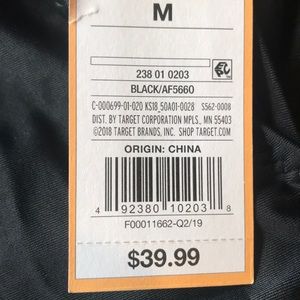 M
238 01 0203
BLACK/AF5660
C-000699-01-020 KS18_50A01-0028 S562-0008
DIST. BY TARGET CORPORATION MPLS, MN 55403
©2018 TARGET BRANDS, INC. SHOP TARGET.COM
ORIGIN: CHINA
4 92380 10203 8
F00011662-Q2/19
$39.99